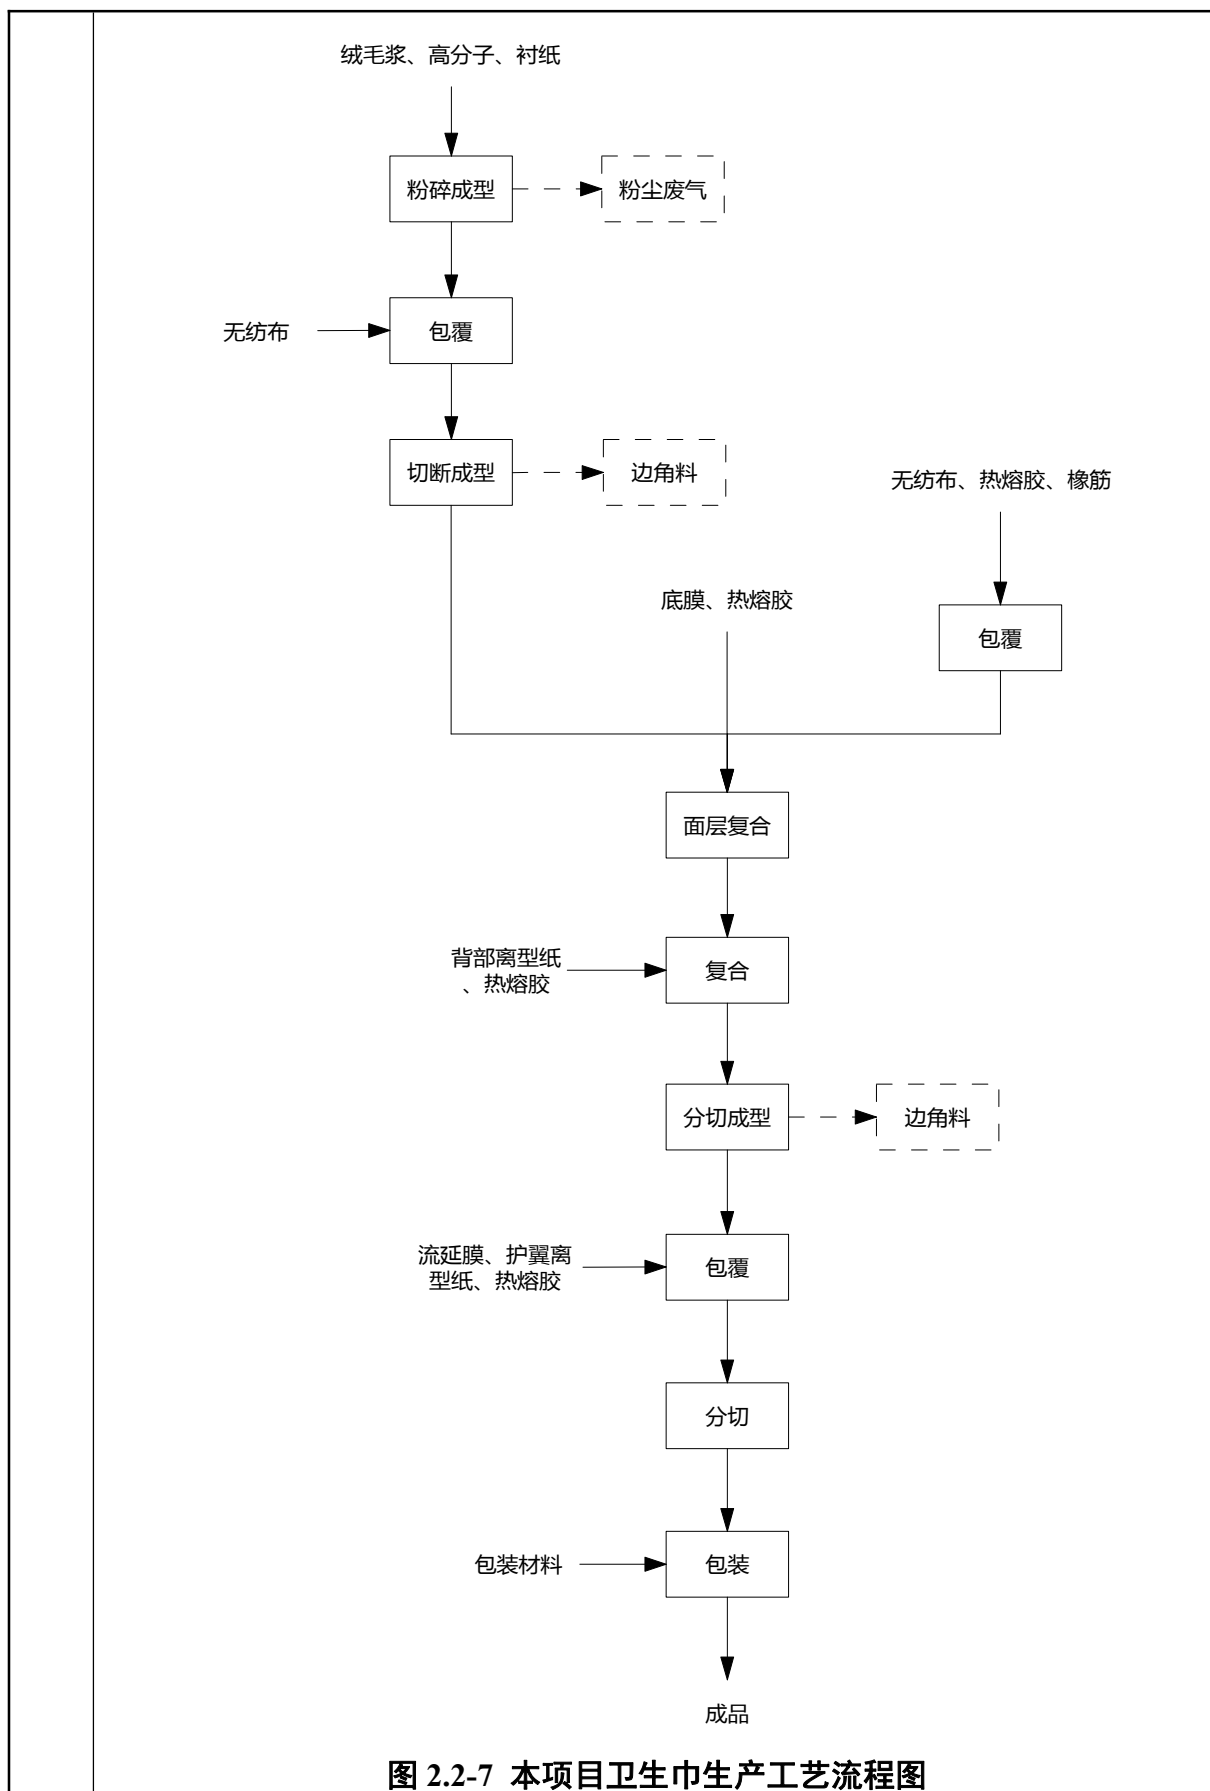 绒毛浆、高分子、衬纸
粉碎成型
粉尘废气
无纺布
包覆
切断成型
边角料
无纺布、热熔胶、橡筋
底膜、热熔胶
包覆
面层复合
背部离型纸
、热熔胶
复合
分切成型
边角料
流延膜、护翼离
型纸、热熔胶
包覆
分切
包装材料
包装
成品
图 2.2-7 本项目卫生巾生产工艺流程图